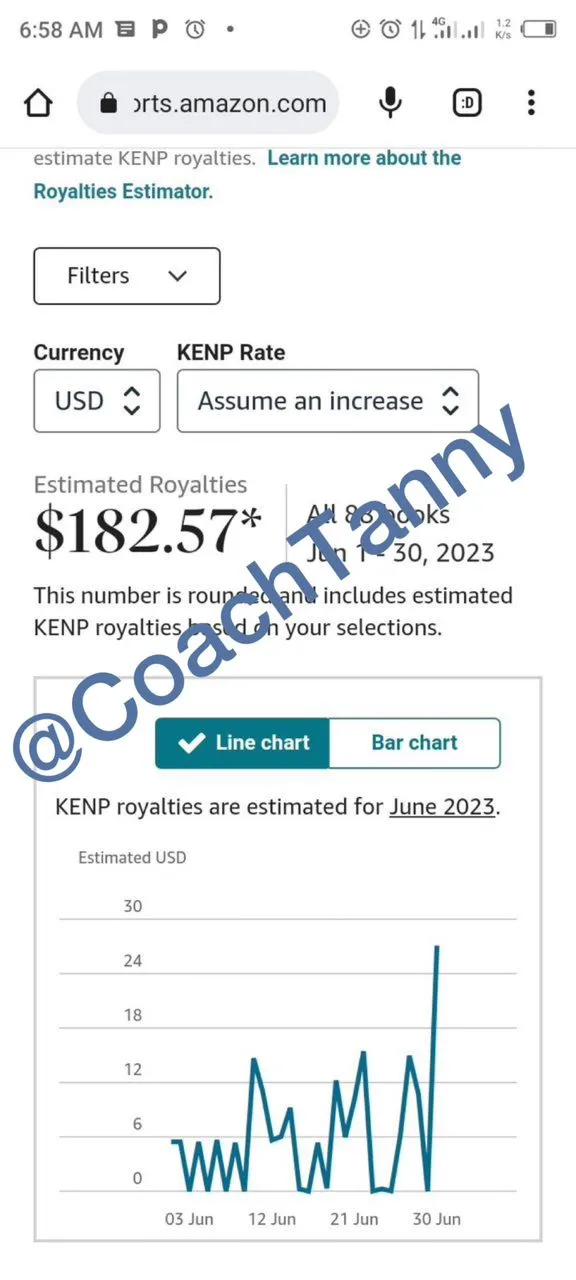 6:58 AM
4G
1.2
K/s
orts.amazon.com
:D
estimate KENP royalties. Learn more about the
Royalties Estimator.
Filters
Currency
KENP Rate
USD
Assume an increase
Estimated Royalties
$182.57*
All 88 books
Jun 1 - 30, 2023
This number is rounded and includes estimated
KENP royalties based on your selections.
@CoachTanny
Line chart
Bar chart
KENP royalties are estimated for June 2023.
Estimated USD
30
24
18
12
6
0
03 Jun
12 Jun
21 Jun
30 Jun